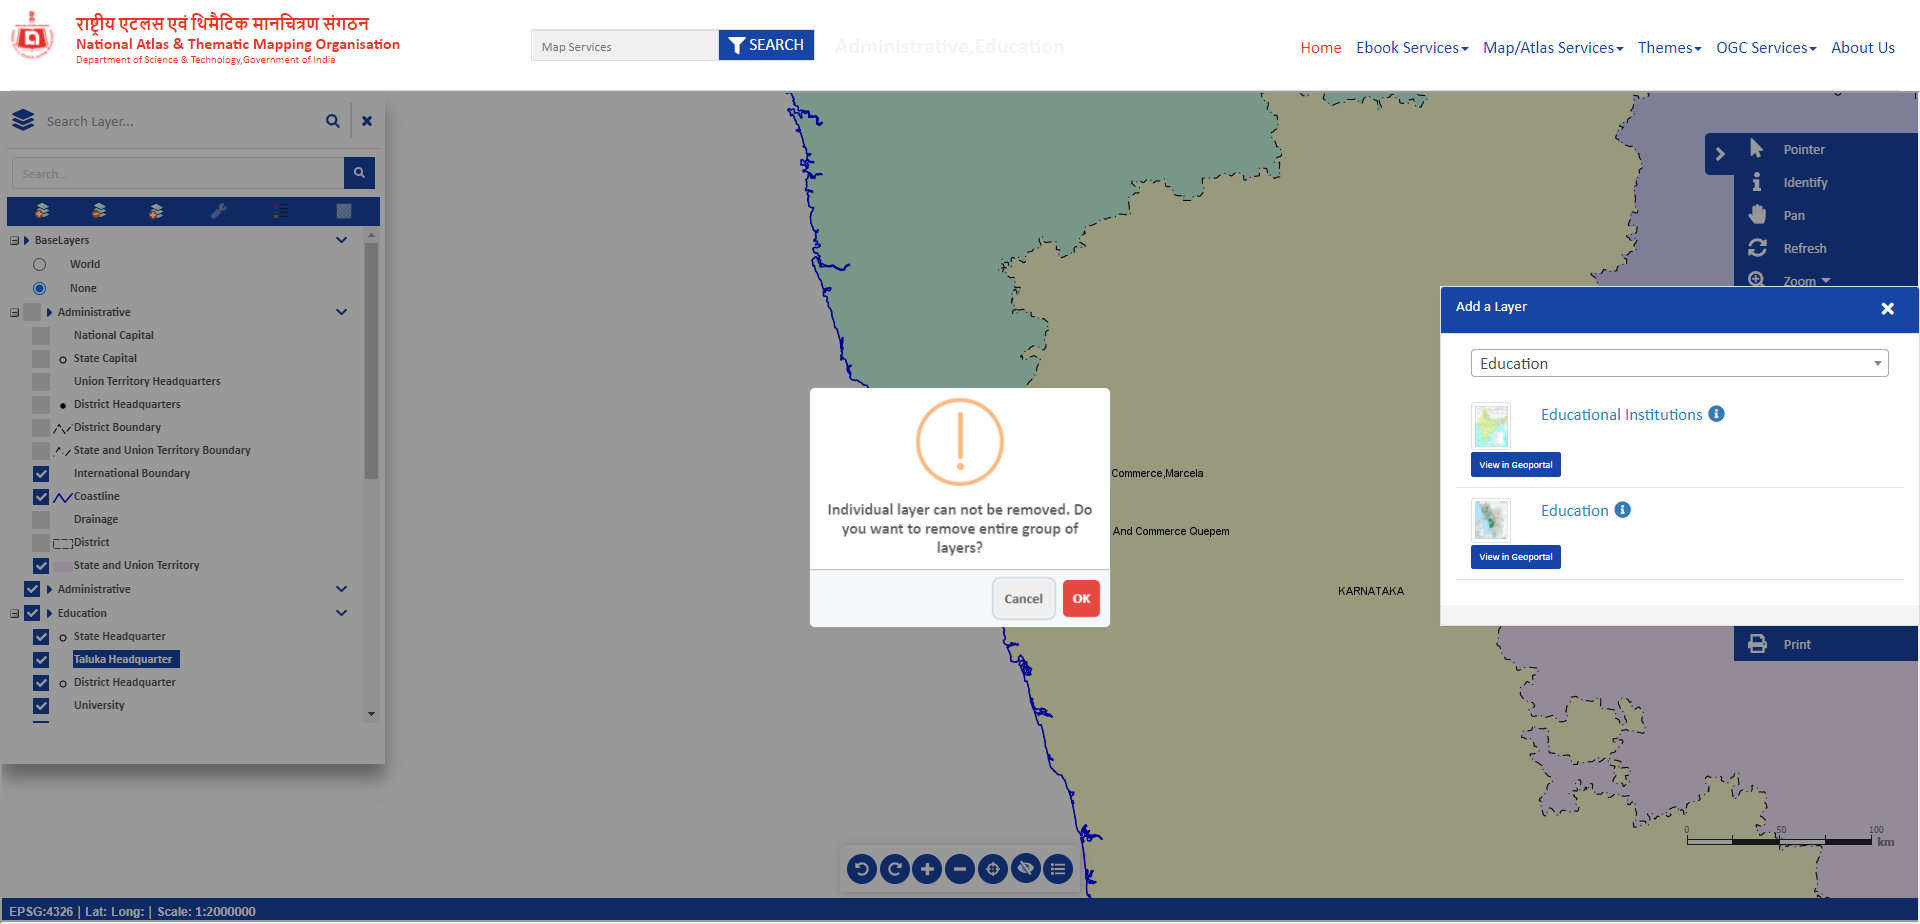 राष्ट्रीय एटलस एवं थिमैटिक मानचित्रण संगठन
National Atlas & Thematic Mapping Organisation
Department of Science & Technology,Government of India
Map Services
SEARCH
Administrative,Education
Home
Ebook Services
Map/Atlas Services
Themes
OGC Services
About Us
Search Layer...
Search...
BaseLayers
World
None
Administrative
National Capital
State Capital
Union Territory Headquarters
District Headquarters
District Boundary
State and Union Territory Boundary
International Boundary
Coastline
Drainage
District
State and Union Territory
Administrative
Education
State Headquarter
Taluka Headquarter
District Headquarter
University
Individual layer can not be removed. Do
you want to remove entire group of
layers?
Cancel
OK
Commerce,Marcela
And Commerce Quepem
KARNATAKA
Pointer
Identify
Pan
Refresh
Zoom
Add a Layer
Education
Educational Institutions
View in Geoportal
Education
View in Geoportal
Print
0 50 100
km
EPSG:4326 | Lat: Long: | Scale: 1:2000000